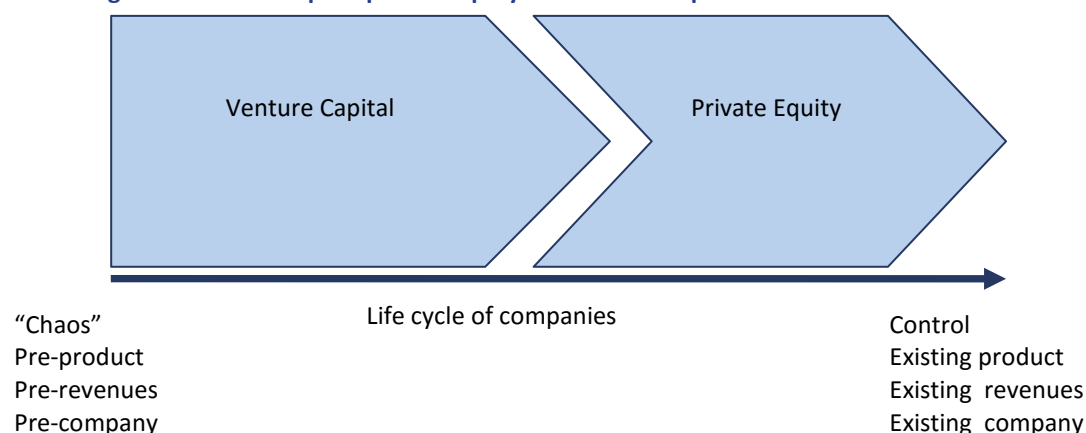 Venture Capital
Private Equity
Life cycle of companies
“Chaos”
Pre-product
Pre-revenues
Pre-company
Control
Existing product
Existing revenues
Existing company